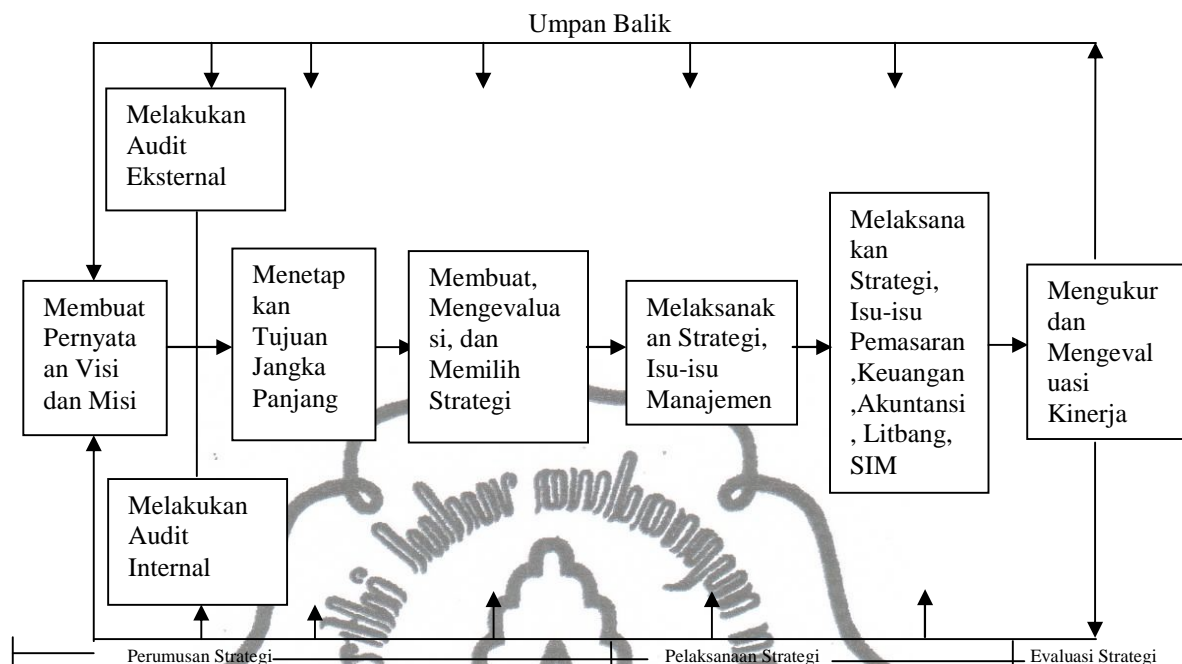 Umpan Balik
Melakukan
Audit
Eksternal
Membuat
Pernyata
an Visi
dan Misi
Menetap
kan
Tujuan
Jangka
Panjang
Membuat,
Mengevalua
si, dan
Memilih
Strategi
Melaksanak
an Strategi,
Isu-isu
Manajemen
Melaksana
kan
Strategi,
Isu-isu
Pemasaran
,Keuangan
,Akuntansi
, Litbang,
SIM
Mengukur
dan
Mengeval
uasi
Kinerja
Melakukan
Audit
Internal
Perumusan Strategi
Pelaksanaan Strategi
Evaluasi Strategi